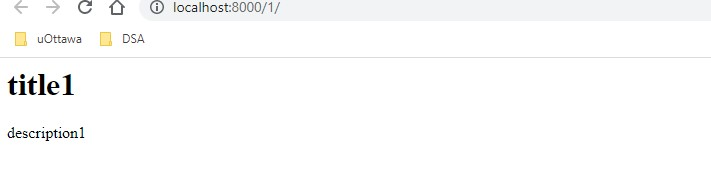 localhost:8000/1/
uOttawa DSA
title1
description1